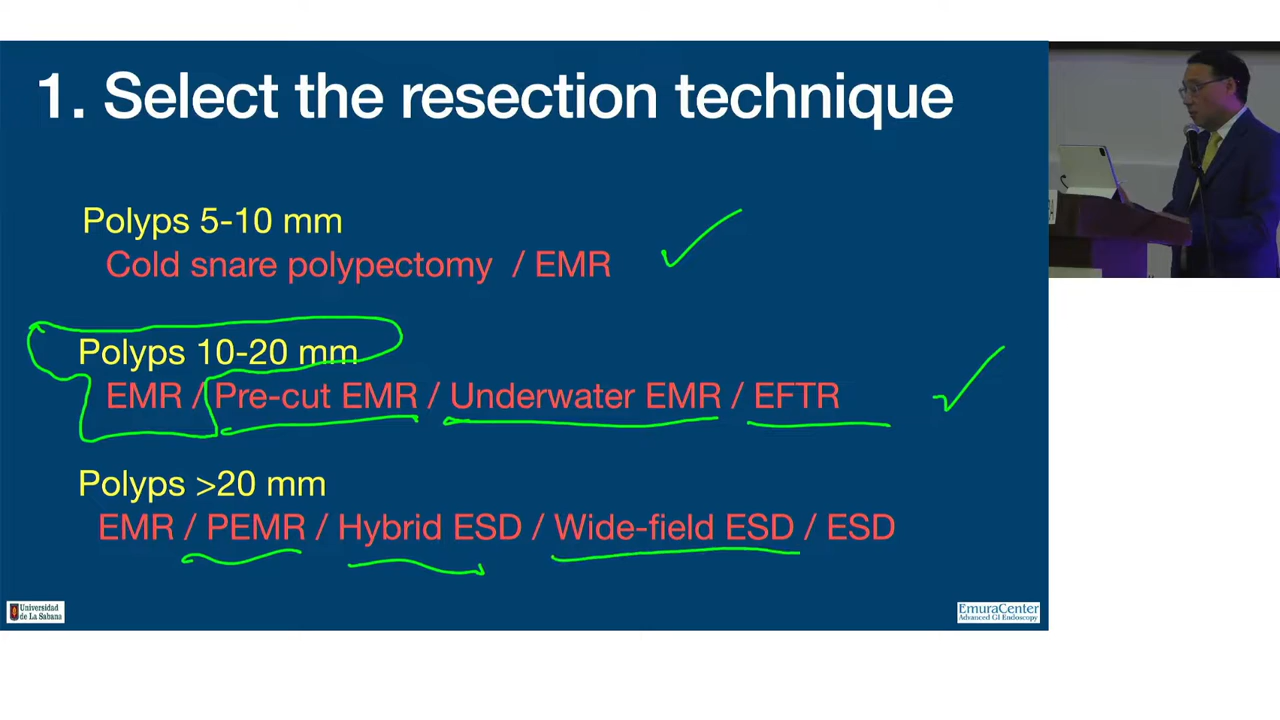 1. Select the resection technique
Polyps 5-10 mm
Cold snare polypectomy / EMR
Polyps 10-20 mm
EMR / Pre-cut EMR / Underwater EMR / EFTR
Polyps >20 mm
EMR / PEMR / Hybrid ESD / Wide-field ESD / ESD
Universidad
de La Sabana
EmuraCenter
Advanced GI Endoscopy